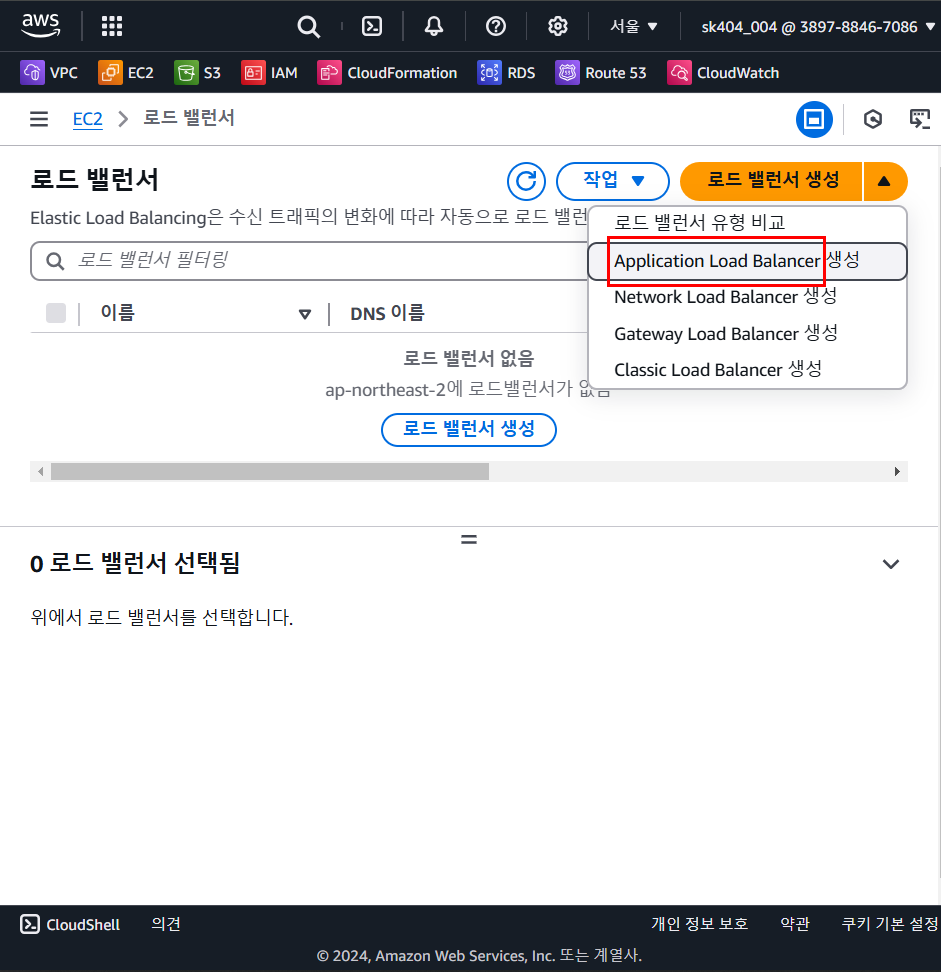 aws
서울 ▼
sk404_004 @ 3897-8846-7086 ▼
VPC EC2 S3 IAM CloudFormation RDS Route 53 CloudWatch
EC2 > 로드 밸런서
로드 밸런서
작업 ▼
로드 밸런서 생성 ▲
Elastic Load Balancing은 수신 트래픽의 변화에 따라 자동으로 로드 밸런
로드 밸런서 유형 비교
로드 밸런서 필터링
Application Load Balancer 생성
Network Load Balancer 생성
Gateway Load Balancer 생성
Classic Load Balancer 생성
이름
DNS 이름
로드 밸런서 없음
ap-northeast-2에 로드밸런서가 없음
로드 밸런서 생성
0 로드 밸런서 선택됨
위에서 로드 밸런서를 선택합니다.
CloudShell 의견 개인 정보 보호 약관 쿠키 기본 설정
© 2024, Amazon Web Services, Inc. 또는 계열사.